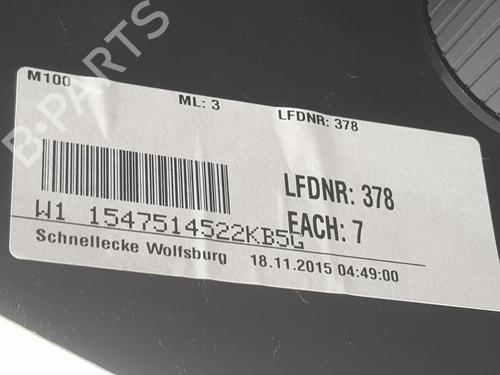 M100 ML: 3 LFDNR: 378
LFDNR: 378
EACH: 7
W1 1547514522KB5G
Schnellecke Wolfsburg 18.11.2015 04:49:00
B-PARTS